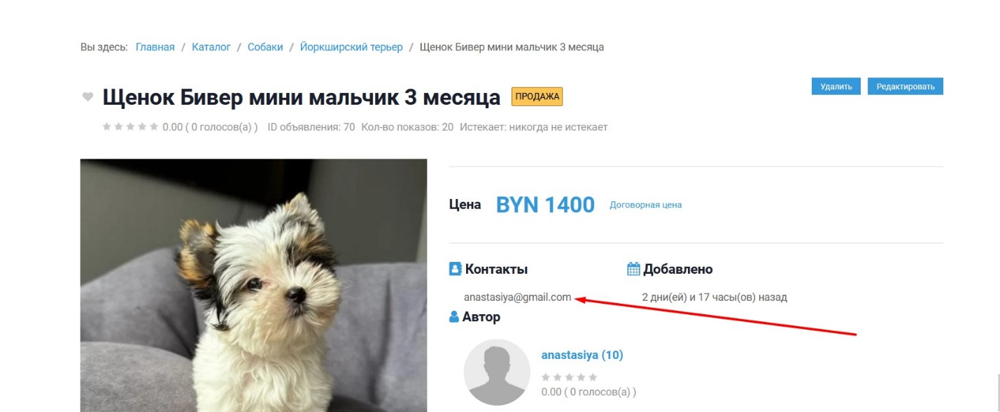 Вы здесь: Главная / Каталог / Собаки / Йоркширский терьер / Щенок Бивер мини мальчик 3 месяца
Удалить Редактировать
Щенок Бивер мини мальчик 3 месяца ПРОДАЖА
0.00 ( 0 голосов(а) ) ID объявления: 70 Кол-во показов: 20 Истекает: никогда не истекает
Цена BYN 1400 Договорная цена
Контакты Добавлено
anastasiya@gmail.com 2 дни(ей) и 17 часы(ов) назад
Автор
anastasiya (10)
0.00 ( 0 голосов(а) )